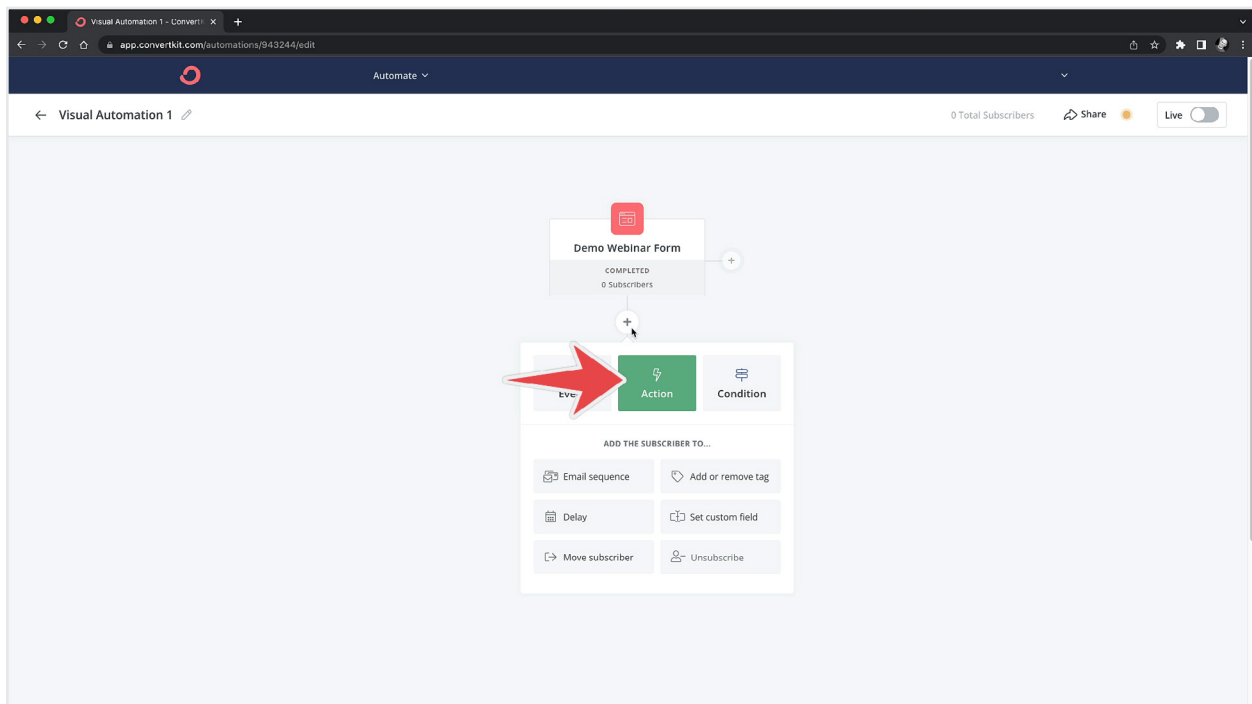 Visual Automation 1 - ConvertK
app.convertkit.com/automations/943244/edit
Automate
Visual Automation 1
0 Total Subscribers
Share
Live
Demo Webinar Form
COMPLETED
0 Subscribers
Action
Condition
ADD THE SUBSCRIBER TO...
Email sequence
Add or remove tag
Delay
Set custom field
Move subscriber
Unsubscribe